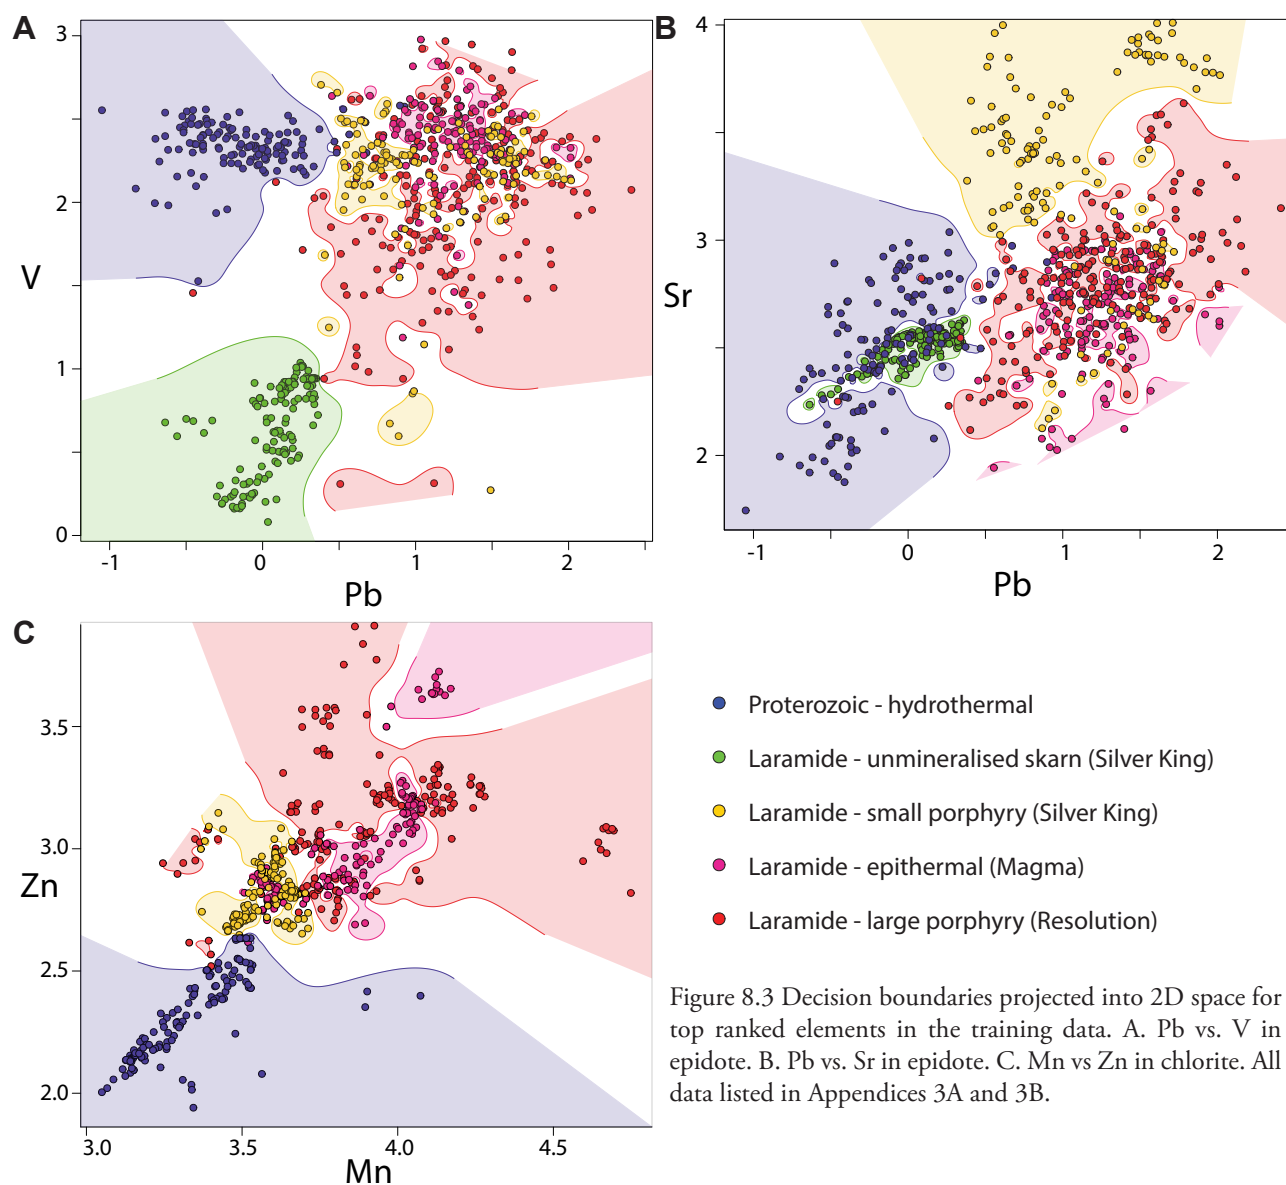 A
3
2
1
0
V
-1
0
1
2
Pb
B
4
3
2
Sr
-1
0
1
2
Pb
C
3.5
3.0
2.5
2.0
Zn
3.0
3.5
4.0
4.5
Mn
Proterozoic - hydrothermal
Laramide - unmineralised skarn (Silver King)
Laramide - small porphyry (Silver King)
Laramide - epithermal (Magma)
Laramide - large porphyry (Resolution)
Figure 8.3 Decision boundaries projected into 2D space for
top ranked elements in the training data. A. Pb vs. V in
epidote. B. Pb vs. Sr in epidote. C. Mn vs Zn in chlorite. All
data listed in Appendices 3A and 3B.